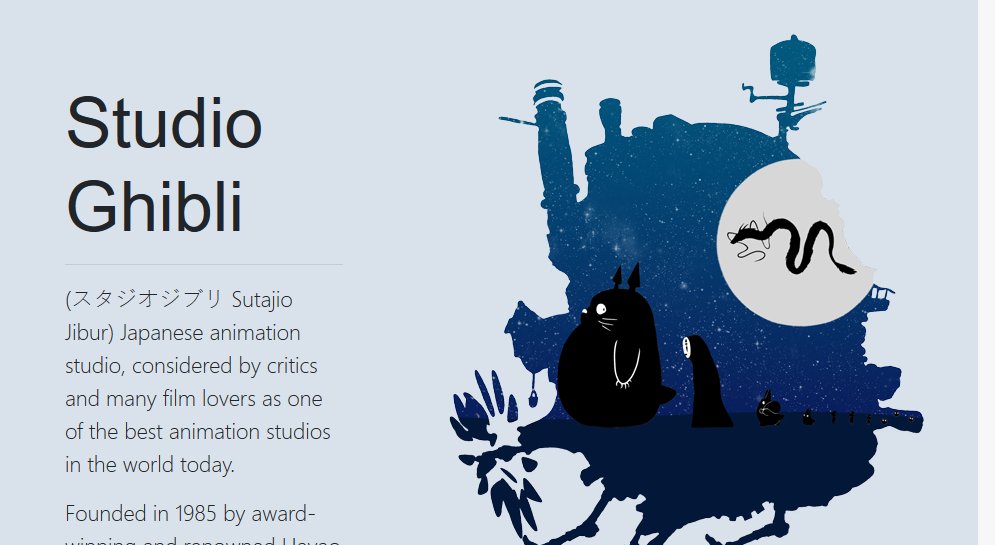 Studio
Ghibli
(スタジオジブリ Sutajio
Jibur) Japanese animation
studio, considered by critics
and many film lovers as one
of the best animation studios
in the world today.
Founded in 1985 by award-
winning and renowned Hayao